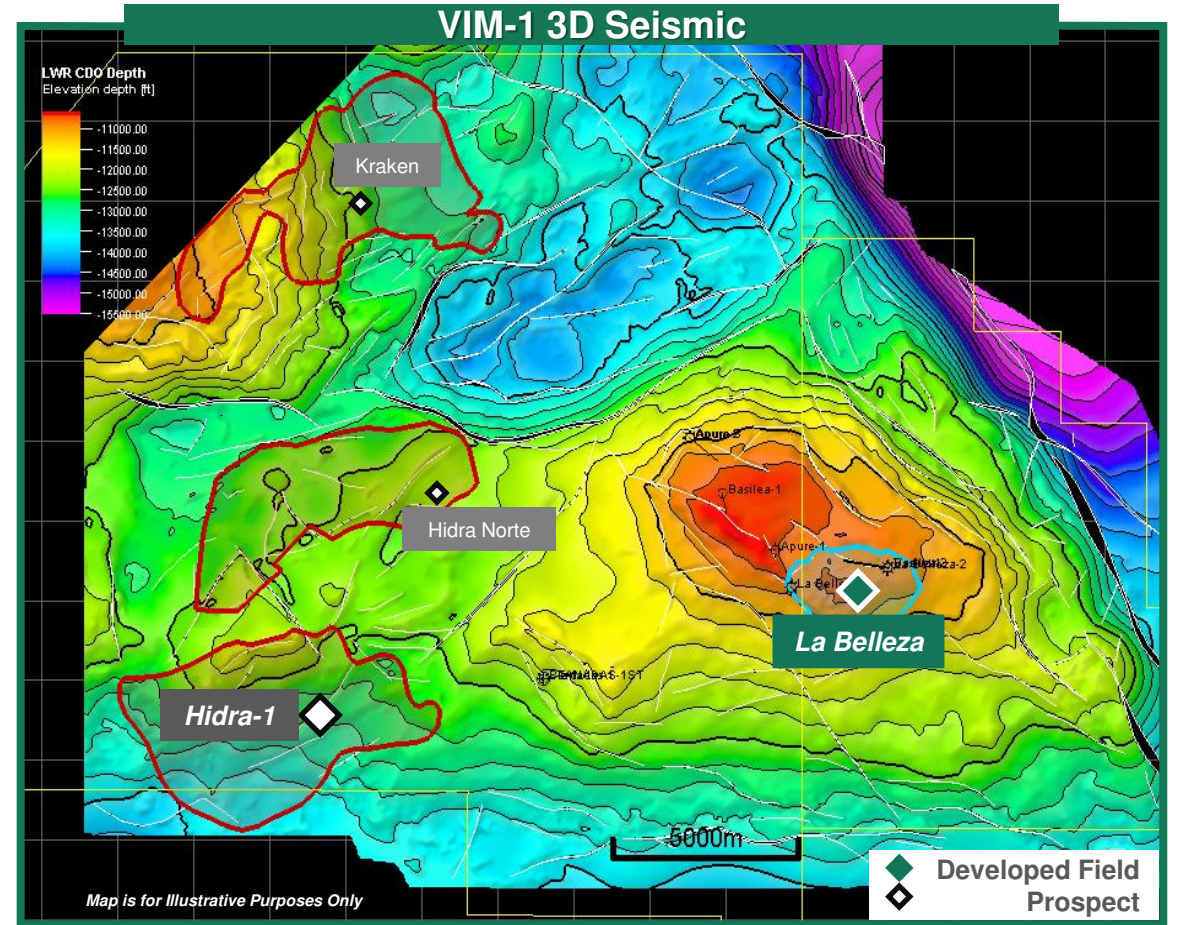 VIM-1 3D Seismic
LWR CDO Depth
Elevation depth [ft]
-11000.00
-11500.00
-12000.00
-12500.00
-13000.00
-13500.00
-14000.00
-14500.00
-15000.00
-15500.00
Kraken
Hidra Norte
Basilea-1
Apure-1
La Belleza
Hidra-1
5000m
Map is for Illustrative Purposes Only
Developed Field
Prospect